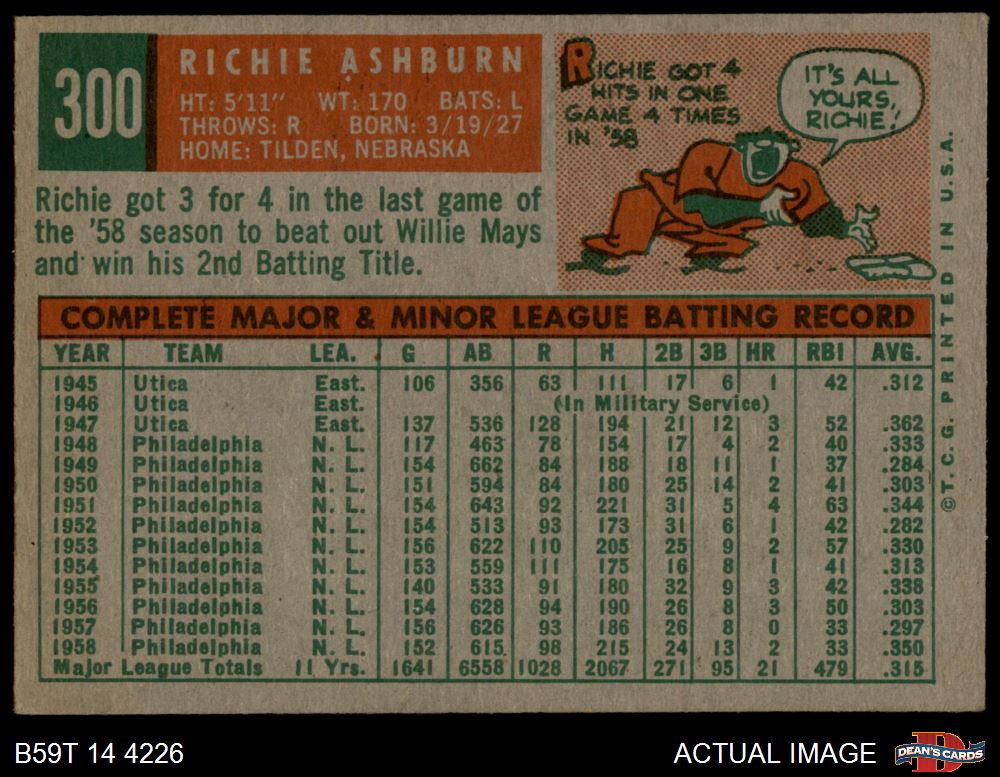 300
RICHIE ASHBURN
HT: 5'11" WT: 170 BATS: L
THROWS: R BORN: 3/19/27
HOME: TILDEN, NEBRASKA
Richie got 3 for 4 in the last game of
the '58 season to beat out Willie Mays
and win his 2nd Batting Title.
RICHIE GOT 4
HITS IN ONE
GAME 4 TIMES
IN '58
IT'S ALL
YOURS,
RICHIE!
COMPLETE MAJOR & MINOR LEAGUE BATTING RECORD
YEAR TEAM LEA. G AB R H 2B 3B HR RBI AVG.
1945 Utica East. 106 356 63 111 17 6 1 42 .312
1946 Utica East. (In Military Service)
1947 Utica East. 137 536 128 194 21 12 3 52 .362
1948 Philadelphia N. L. 117 463 78 154 17 4 2 40 .333
1949 Philadelphia N. L. 154 662 84 188 18 11 1 37 .284
1950 Philadelphia N. L. 151 594 84 180 25 14 2 41 .303
1951 Philadelphia N. L. 154 643 92 221 31 5 4 63 .344
1952 Philadelphia N. L. 154 513 93 173 31 6 1 42 .282
1953 Philadelphia N. L. 156 622 110 205 25 9 2 57 .330
1954 Philadelphia N. L. 153 559 111 175 16 8 1 41 .313
1955 Philadelphia N. L. 140 533 91 180 32 9 3 42 .338
1956 Philadelphia N. L. 154 628 94 190 26 8 3 50 .303
1957 Philadelphia N. L. 156 626 93 186 26 8 0 33 .297
1958 Philadelphia N. L. 152 615 98 215 24 13 2 33 .350
Major League Totals 11 Yrs. 1641 6558 1028 2067 271 95 21 479 .315
© T. C. G. PRINTED IN U.S.A.
B59T 14 4226
ACTUAL IMAGE
D
DEAN'S CARDS